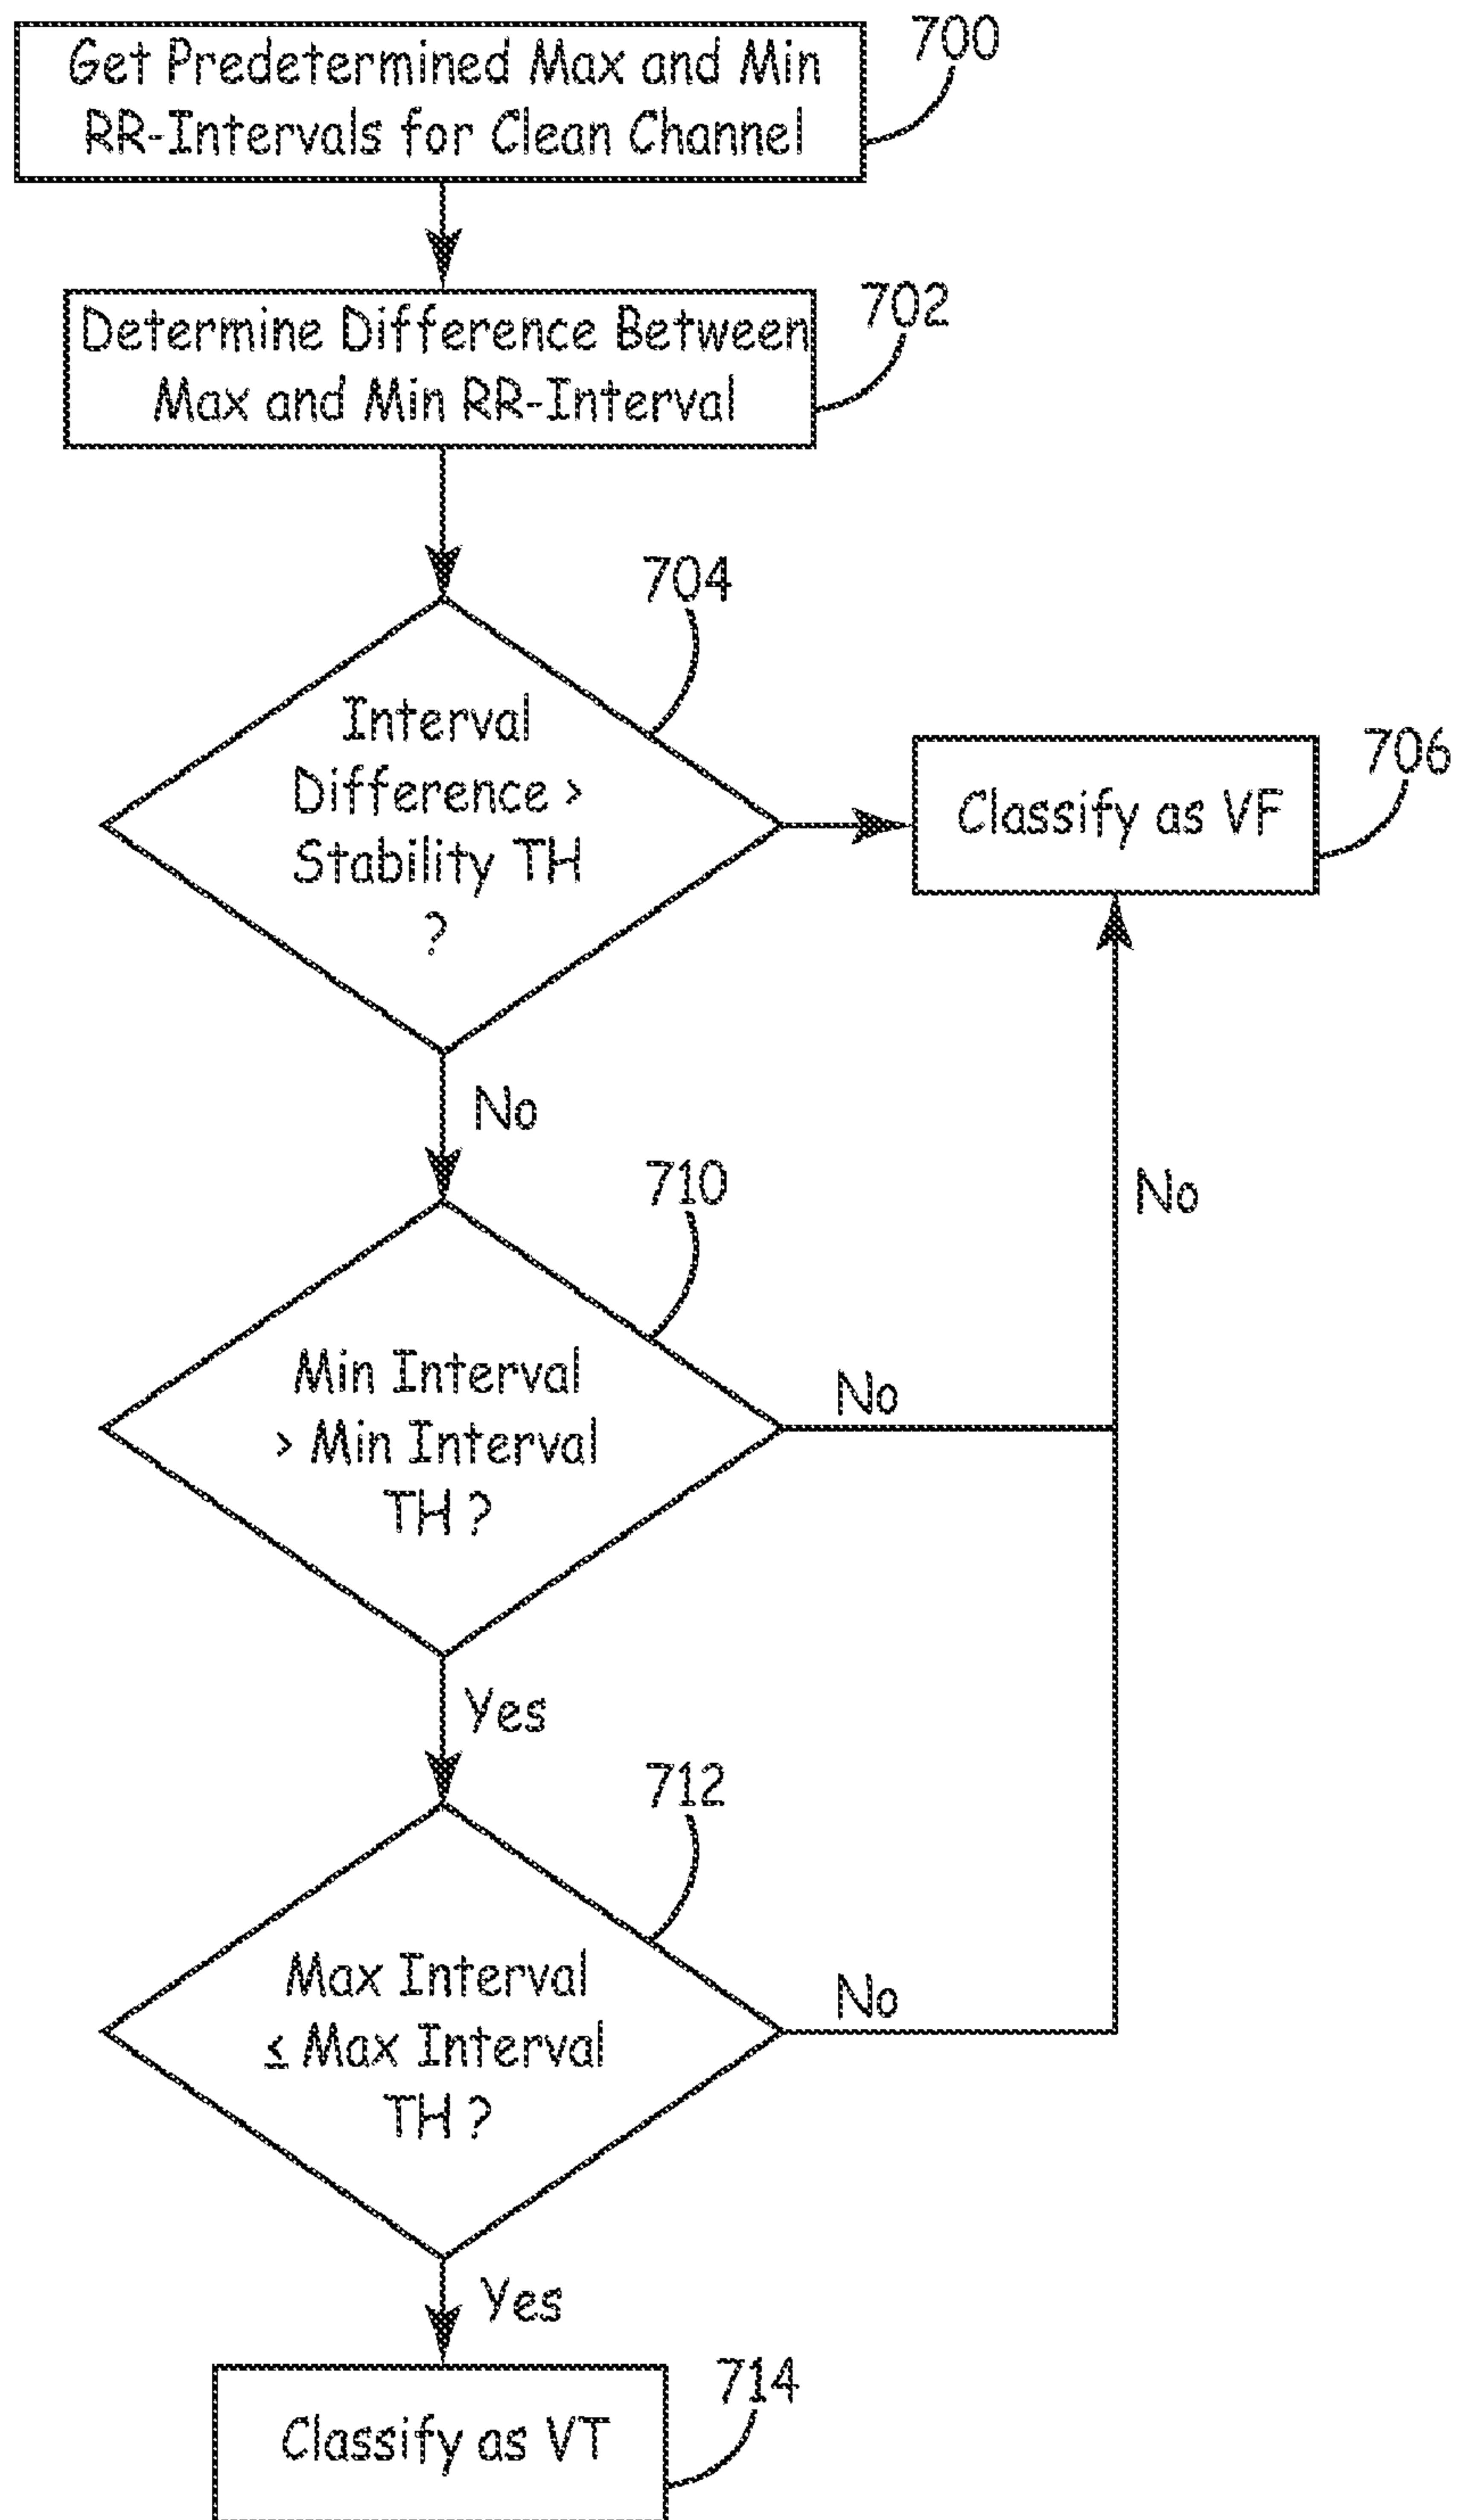 Get Predetermined Max and Min
RR-Intervals for Clean Channel
700
Determine Difference Between
Max and Min RR-Interval
702
704
Interval
Difference >
Stability TH
?
Classify as VF
706
No
710
No
Min Interval
> Min Interval
TH ?
No
Yes
712
Max Interval
≤ Max Interval
TH ?
No
Yes
714
Classify as VT